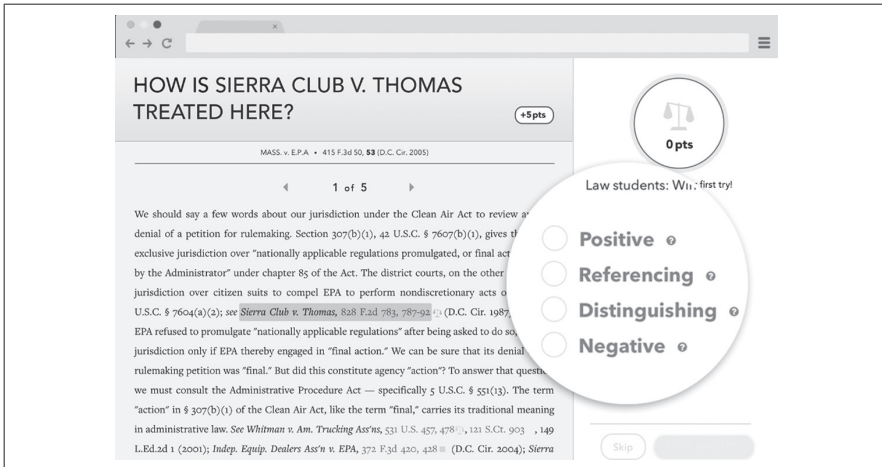 HOW IS SIERRA CLUB V. THOMAS
TREATED HERE?
+5pts
MASS. v. E.P.A • 415 F.3d 50, 53 (D.C. Cir. 2005)
1 of 5
We should say a few words about our jurisdiction under the Clean Air Act to review a
denial of a petition for rulemaking. Section 307(b)(1), 42 U.S.C. § 7607(b)(1), gives th
exclusive jurisdiction over "nationally applicable regulations promulgated, or final act
by the Administrator" under chapter 85 of the Act. The district courts, on the other
jurisdiction over citizen suits to compel EPA to perform nondiscretionary acts o
U.S.C. § 7604(a)(2); see Sierra Club v. Thomas, 828 F.2d 783, 787-92 (D.C. Cir. 1987
EPA refused to promulgate "nationally applicable regulations" after being asked to do so,
jurisdiction only if EPA thereby engaged in "final action." We can be sure that its denial
rulemaking petition was "final." But did this constitute agency "action"? To answer that questi
we must consult the Administrative Procedure Act — specifically 5 U.S.C. § 551(13). The term
"action" in § 307(b)(1) of the Clean Air Act, like the term "final," carries its traditional meaning
in administrative law. See Whitman v. Am. Trucking Ass'ns, 531 U.S. 457, 478, 121 S.Ct. 903 , 149
L.Ed.2d 1 (2001); Indep. Equip. Dealers Ass'n v. EPA, 372 F.3d 420, 428 (D.C. Cir. 2004); Sierra
0 pts
Law students: first try!
Positive
Referencing
Distinguishing
Negative
Skip